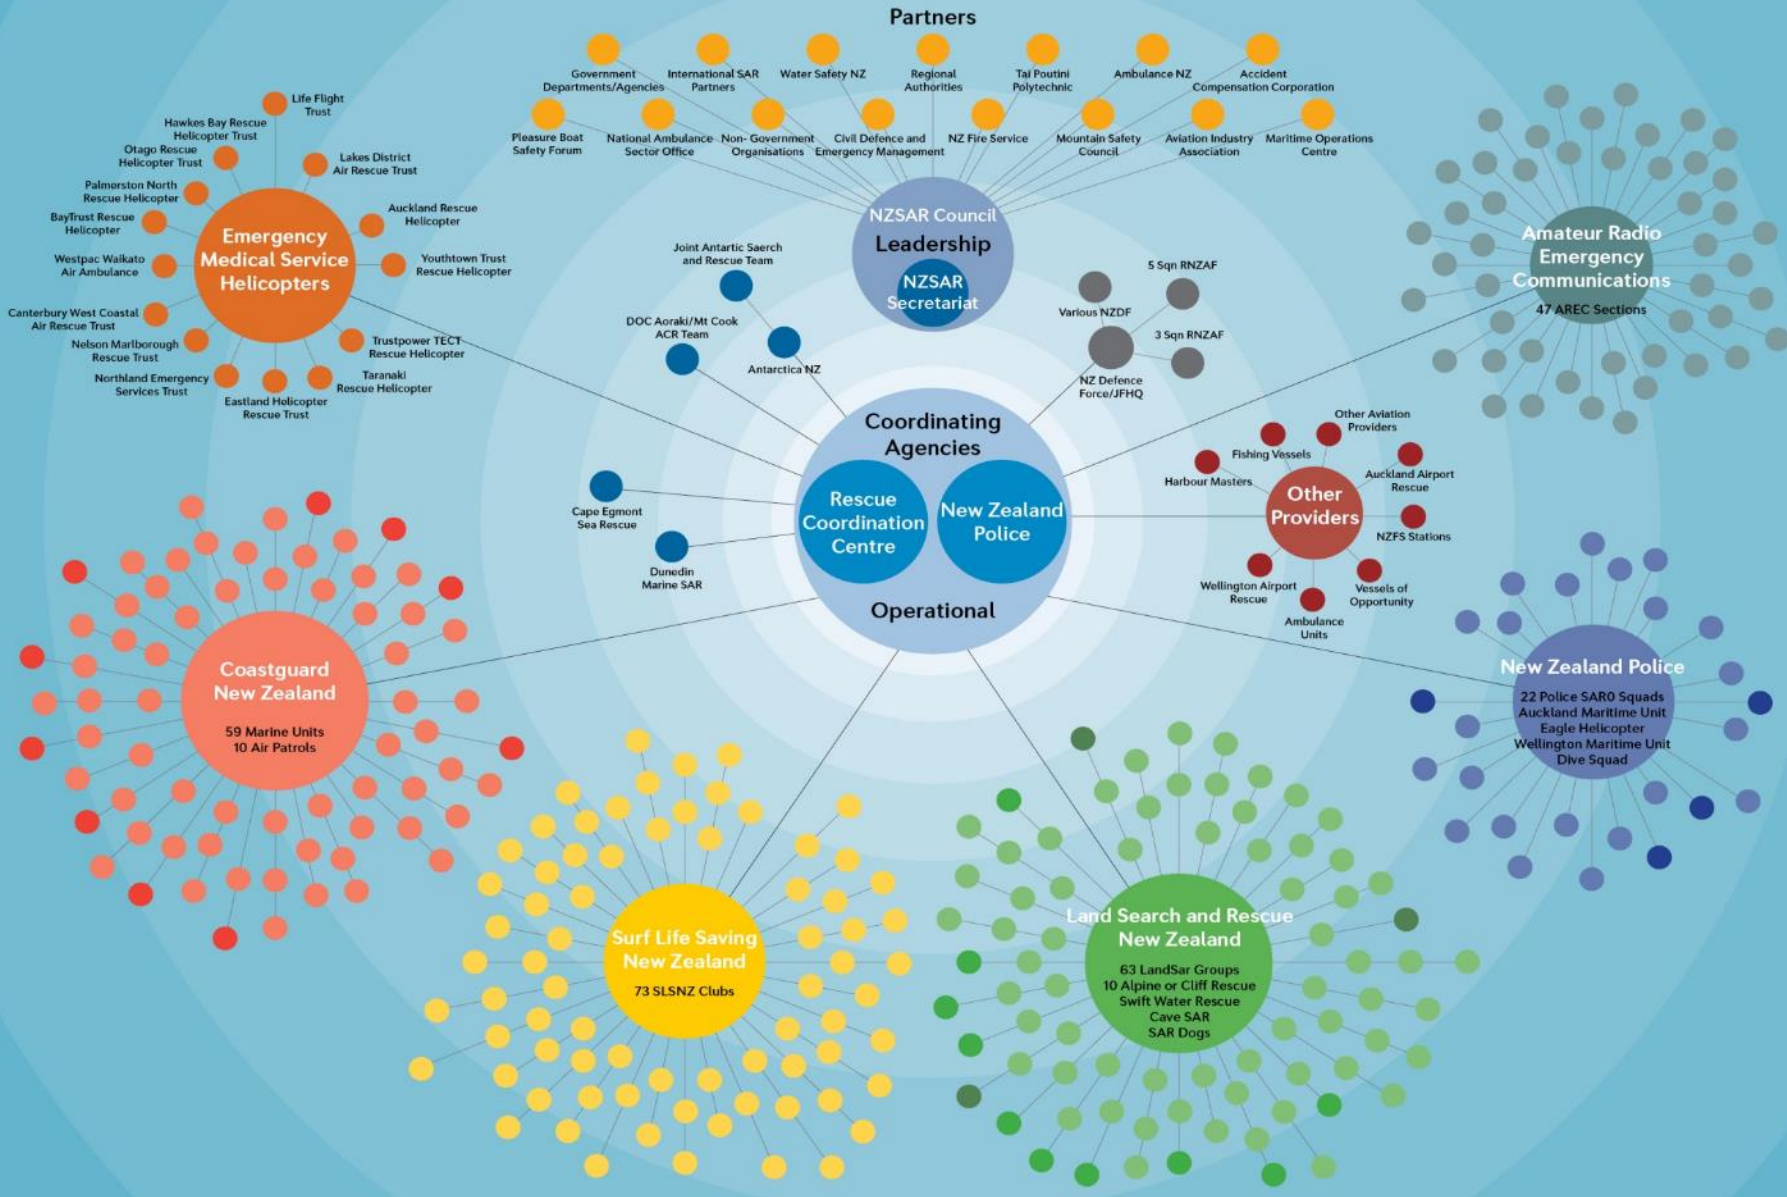 Partners
Government
Departments/Agencies
International SAR
Partners
Water Safety NZ
Regional
Authorities
Tai Poutini
Polytechnic
Ambulance NZ
Accident
Compensation Corporation
Pleasure Boat
Safety Forum
National Ambulance
Sector Office
Non- Government
Organisations
Civil Defence and
Emergency Management
NZ Fire Service
Mountain Safety
Council
Aviation Industry
Association
Maritime Operations
Centre
NZSAR Council
Leadership
NZSAR
Secretariat
Life Flight
Trust
Hawkes Bay Rescue
Helicopter Trust
Otago Rescue
Helicopter Trust
Lakes District
Air Rescue Trust
Palmerston North
Rescue Helicopter
Auckland Rescue
Helicopter
BayTrust Rescue
Helicopter
Youthtown Trust
Rescue Helicopter
Westpac Waikato
Air Ambulance
Canterbury West Coastal
Air Rescue Trust
Nelson Marlborough
Rescue Trust
Trustpower TECT
Rescue Helicopter
Northland Emergency
Services Trust
Taranaki
Rescue Helicopter
Eastland Helicopter
Rescue Trust
Emergency
Medical Service
Helicopters
Joint Antartic Saerch
and Rescue Team
DOC Aoraki/Mt Cook
ACR Team
Antarctica NZ
5 Sqn RNZAF
Various NZDF
3 Sqn RNZAF
NZ Defence
Force/JFHQ
Amateur Radio
Emergency
Communications
47 AREC Sections
Coordinating
Agencies
Rescue
Coordination
Centre
New Zealand
Police
Operational
Cape Egmont
Sea Rescue
Dunedin
Marine SAR
Other Aviation
Providers
Fishing Vessels
Harbour Masters
Auckland Airport
Rescue
Other
Providers
NZFS Stations
Wellington Airport
Rescue
Vessels of
Opportunity
Ambulance
Units
Coastguard
New Zealand
59 Marine Units
10 Air Patrols
New Zealand Police
22 Police SAR0 Squads
Auckland Maritime Unit
Eagle Helicopter
Wellington Maritime Unit
Dive Squad
Surf Life Saving
New Zealand
73 SLSNZ Clubs
Land Search and Rescue
New Zealand
63 LandSar Groups
10 Alpine or Cliff Rescue
Swift Water Rescue
Cave SAR
SAR Dogs